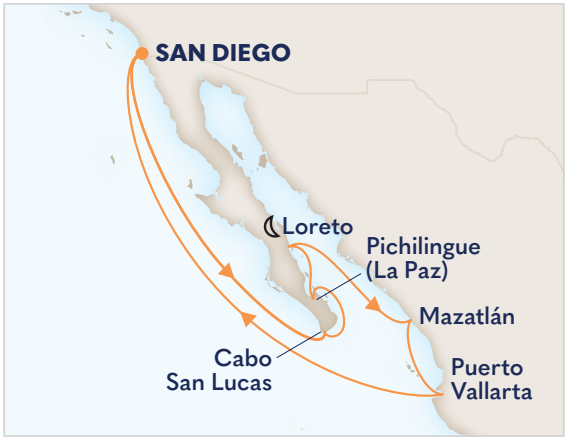 SAN DIEGO
Loreto
Pichilingue
(La Paz)
Mazatlán
Cabo
San Lucas
Puerto
Vallarta